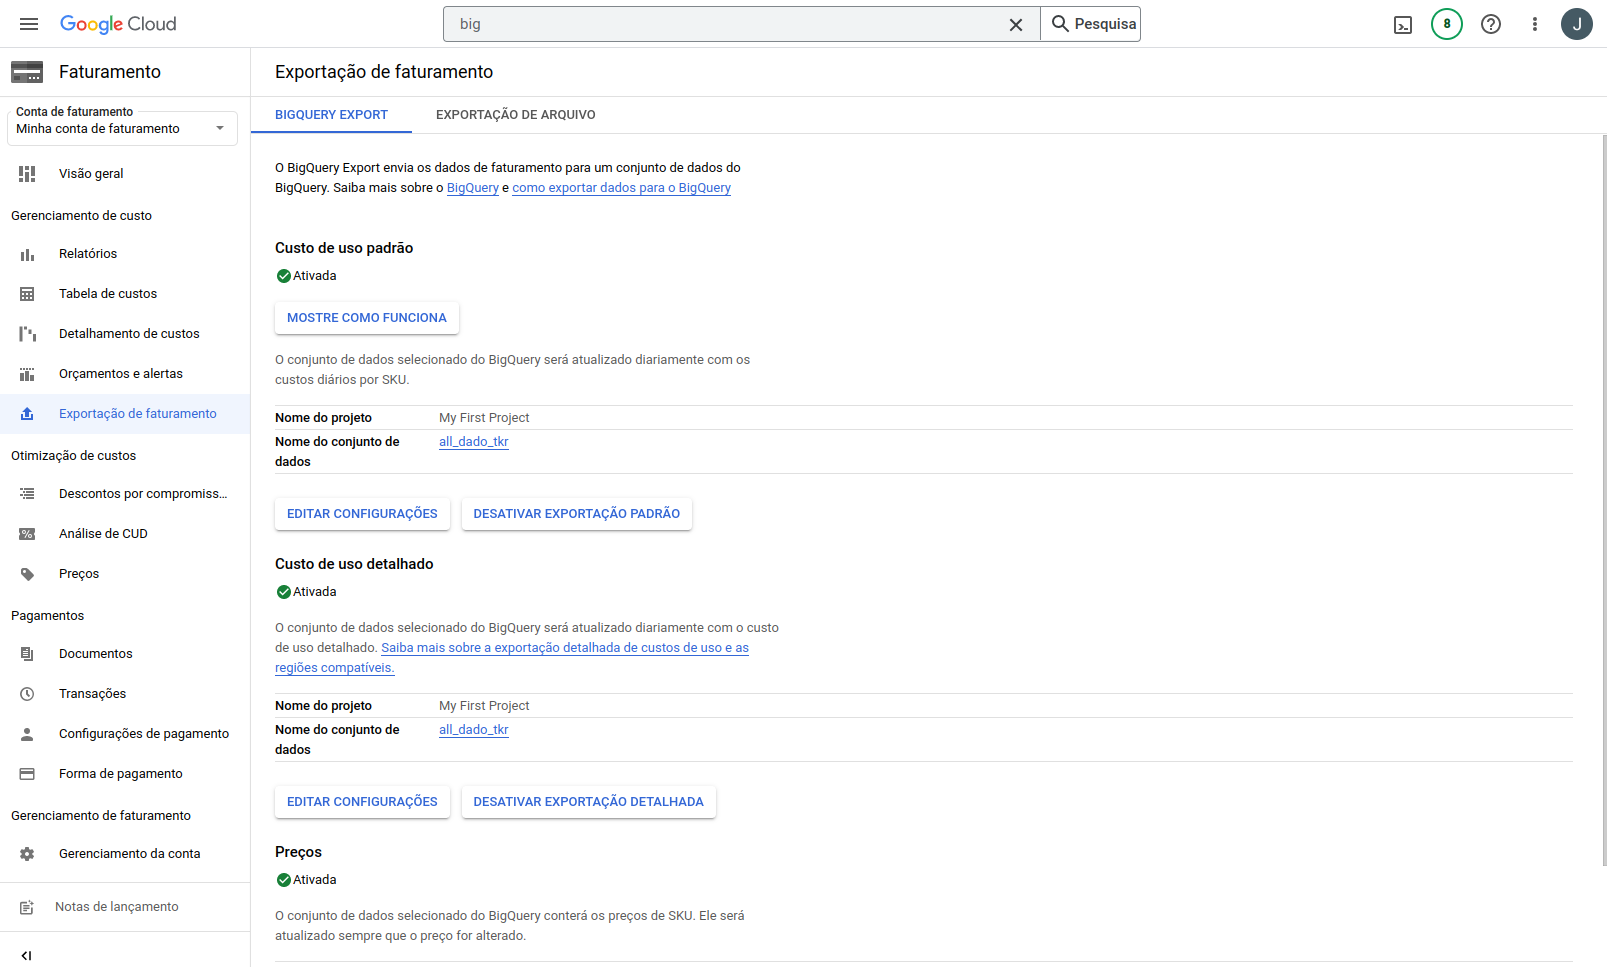 Google Cloud
big
Pesquisa
8
J
Faturamento
Exportação de faturamento
Conta de faturamento
Minha conta de faturamento
Visão geral
Gerenciamento de custo
Relatórios
Tabela de custos
Detalhamento de custos
Orçamentos e alertas
Exportação de faturamento
Otimização de custos
Descontos por compromiss...
Análise de CUD
Preços
Pagamentos
Documentos
Transações
Configurações de pagamento
Forma de pagamento
Gerenciamento de faturamento
Gerenciamento da conta
Notas de lançamento
BIGQUERY EXPORT
EXPORTAÇÃO DE ARQUIVO
O BigQuery Export envia os dados de faturamento para um conjunto de dados do
BigQuery. Saiba mais sobre o BigQuery e como exportar dados para o BigQuery
Custo de uso padrão
Ativada
MOSTRE COMO FUNCIONA
O conjunto de dados selecionado do BigQuery será atualizado diariamente com os
custos diários por SKU.
Nome do projeto My First Project
Nome do conjunto de all_dado_tkr
dados
EDITAR CONFIGURAÇÕES DESATIVAR EXPORTAÇÃO PADRÃO
Custo de uso detalhado
Ativada
O conjunto de dados selecionado do BigQuery será atualizado diariamente com o custo
de uso detalhado. Saiba mais sobre a exportação detalhada de custos de uso e as
regiões compatíveis.
Nome do projeto My First Project
Nome do conjunto de all_dado_tkr
dados
EDITAR CONFIGURAÇÕES DESATIVAR EXPORTAÇÃO DETALHADA
Preços
Ativada
O conjunto de dados selecionado do BigQuery conterá os preços de SKU. Ele será
atualizado sempre que o preço for alterado.